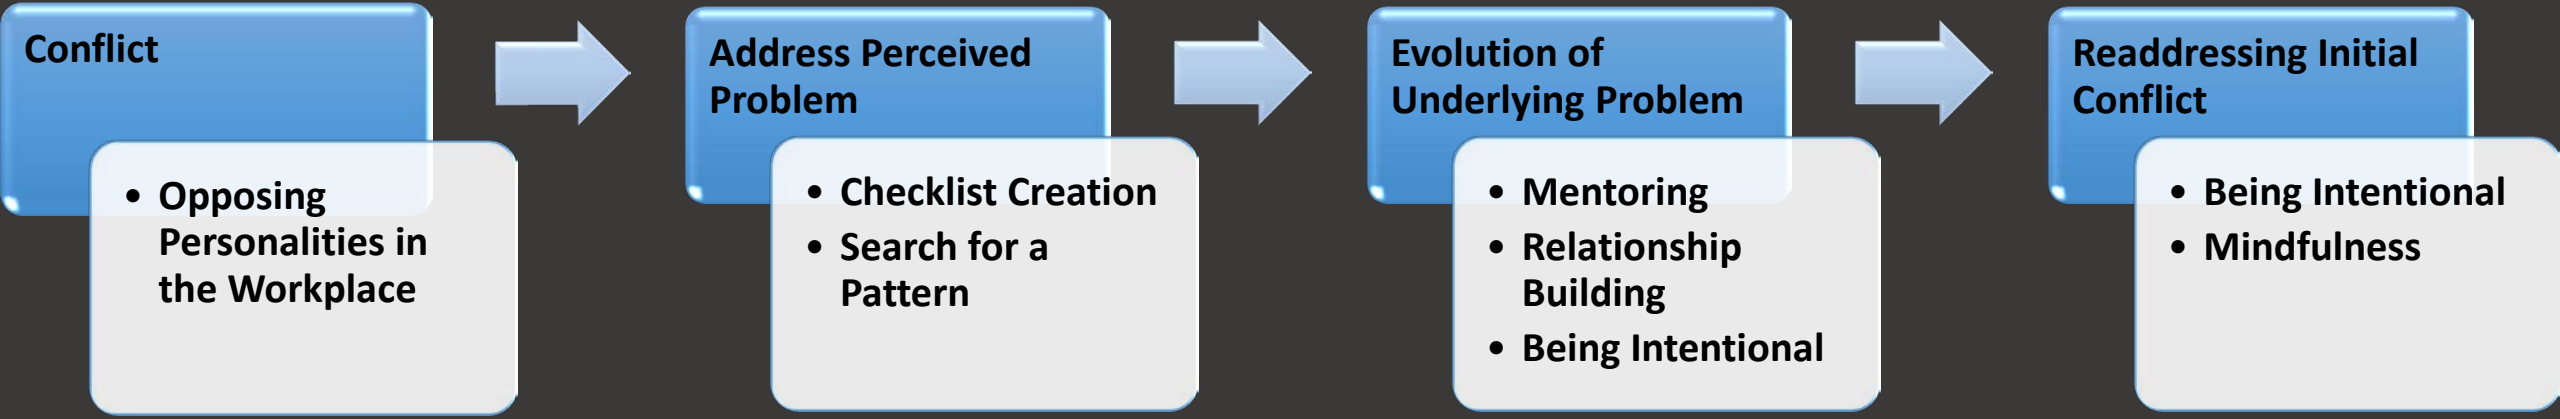 Conflict
• Opposing
Personalities in
the Workplace
Address Perceived
Problem
• Checklist Creation
• Search for a
Pattern
Evolution of
Underlying Problem
• Mentoring
• Relationship
Building
• Being Intentional
Readdressing Initial
Conflict
• Being Intentional
• Mindfulness